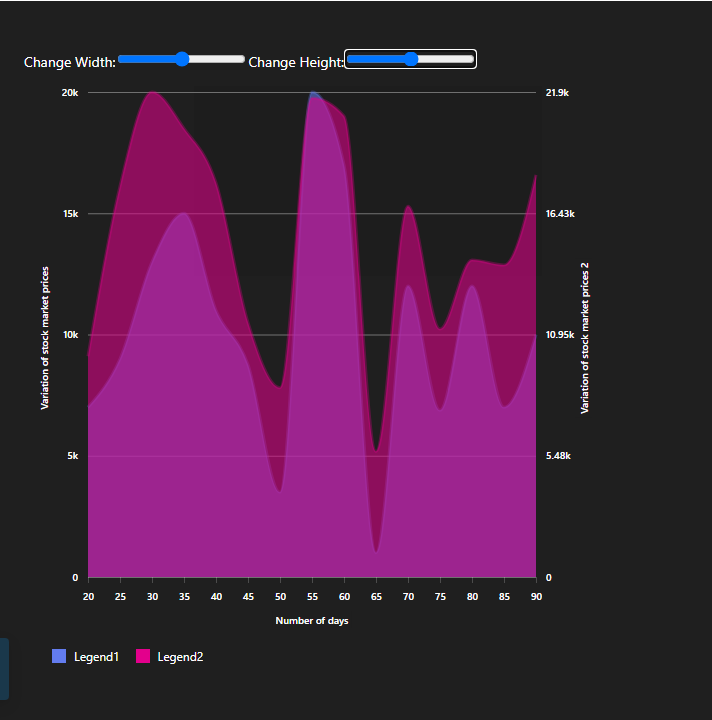 Change Width: Change Height:
20k 21.9k
15k 16.43k
Variation of stock market prices
Variation of stock market prices 2
10k 10.95k
5k 5.48k
0 0
20 25 30 35 40 45 50 55 60 65 70 75 80 85 90
Number of days
Legend1 Legend2